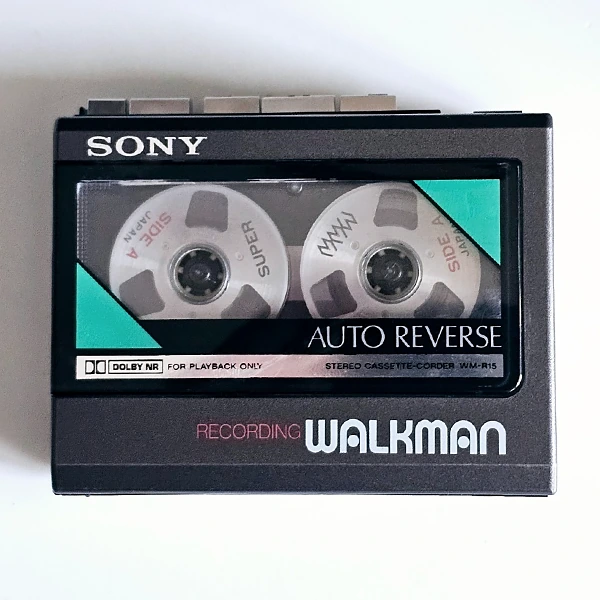 SONY
SIDE A
JAPAN
SUPER
SIDE A
JAPAN
AUTO REVERSE
DOLBY NR FOR PLAYBACK ONLY
STEREO CASSETTE-CORDER WM-R15
RECORDING WALKMAN